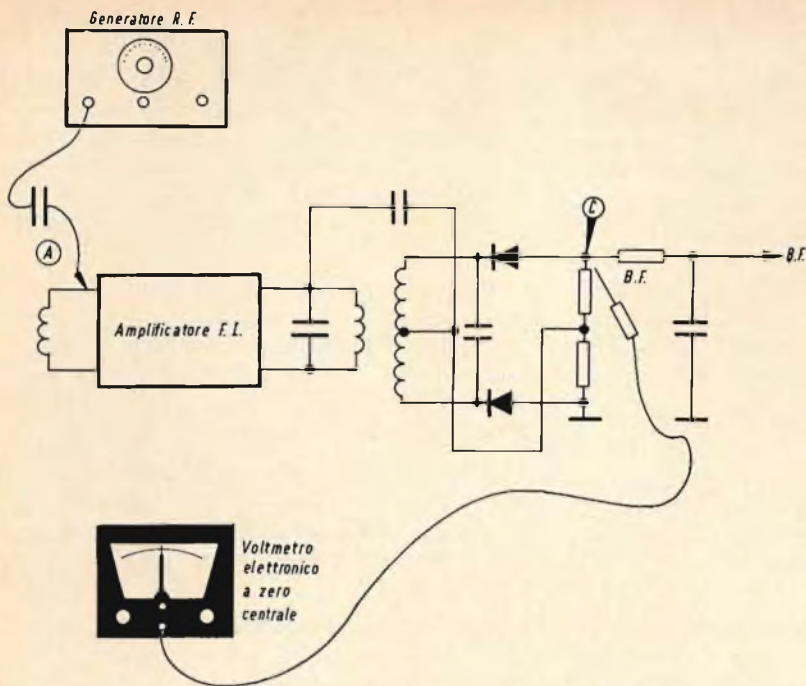 Generatore R.F.
A
Amplificatore F.I.
C
B.F.
B.F.
Voltmetro
elettronico
a zero
centrale